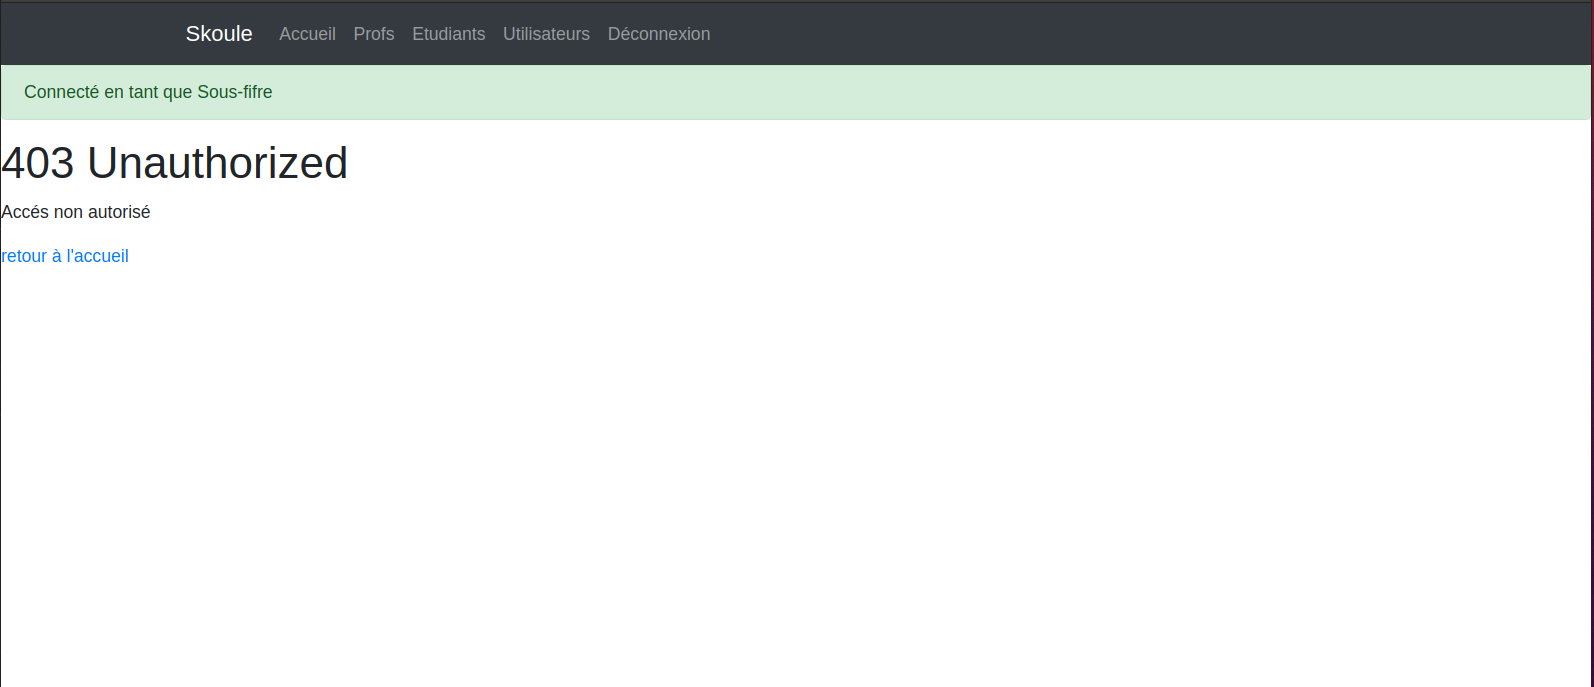 Skoule Accueil Profs Etudiants Utilisateurs Déconnexion
Connecté en tant que Sous-fifre
403 Unauthorized
Accés non autorisé
retour à l'accueil